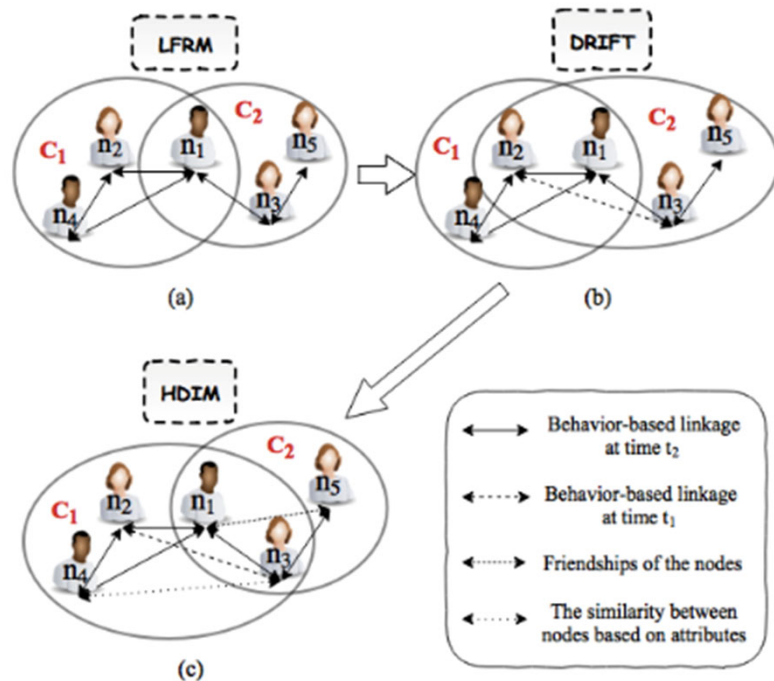 LFRM
DRIFT
C1
n2
n1
C2
n5
n4
n3
C1
n2
n1
C2
n5
n4
n3
(a)
(b)
HDIM
C1
n2
n1
C2
n5
n4
n3
(c)
Behavior-based linkage
at time t2
Behavior-based linkage
at time t1
Friendships of the nodes
The similarity between
nodes based on attributes